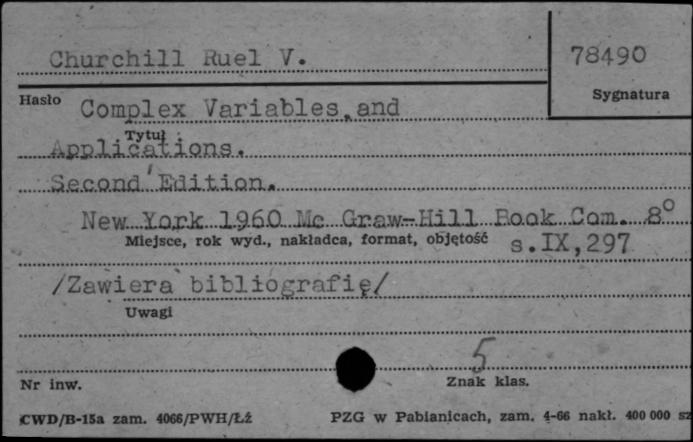 Churchill Ruel V.
78490
Hasło
Sygnatura
Complex Variables and
Tytuł
Applications.
Second Edition.
New York 1960 Mc Graw-Hill Book Com. 8°
Miejsce, rok wyd., nakładca, format, objętość
s.IX,297
/Zawiera bibliografię/
Uwagi
5
Nr inw.
Znak klas.
CWD/B-15a zam. 4066/PWH/Łż
PZG w Pabianicach, zam. 4-66 nakł. 400 000 sz